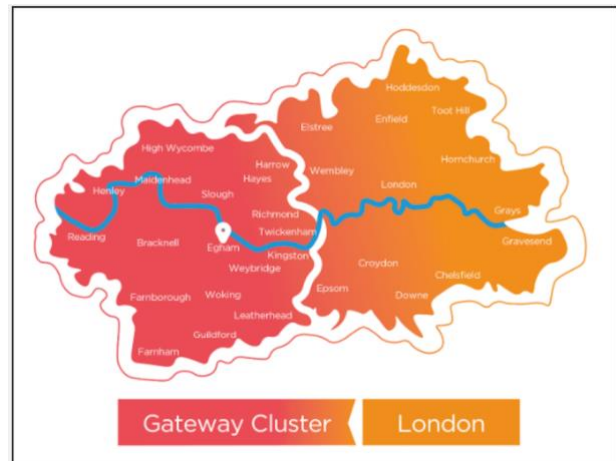 Hoddesdon
Toot Hill
Elstree
Enfield
High Wycombe
Harrow
Hornchurch
Hayes
Wembley
Maidenhead
Slough
London
Henley
Richmond
Grays
Reading
Bracknell
Egham
Twickenham
Gravesend
Kingston
Weybridge
Croydon
Chelsfield
Farnborough
Woking
Epsom
Downe
Leatherhead
Guildford
Farnham
Gateway Cluster
London